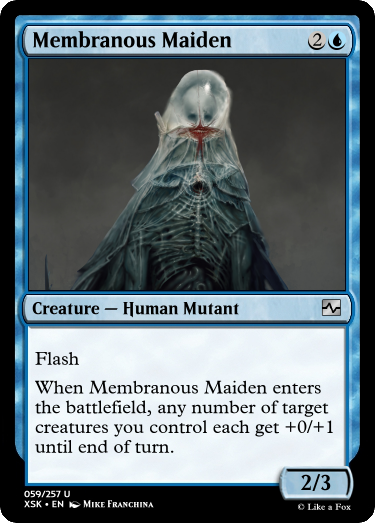 Membranous Maiden 2
Creature — Human Mutant
Flash
When Membranous Maiden enters
the battlefield, any number of target
creatures you control each get +0/+1
until end of turn.
2/3
059/257 U
XSK • EN Mike Franchina
© Like a Fox